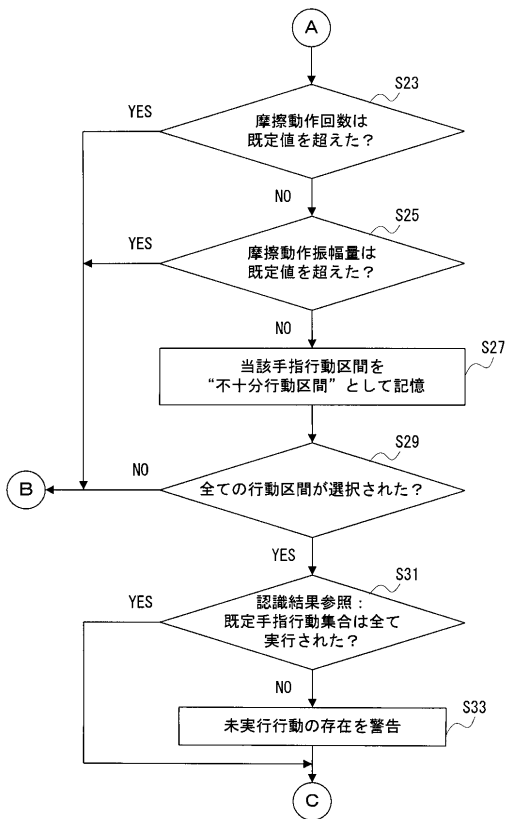 A
S23
YES
摩擦動作回数は
既定値を超えた?
NO
S25
YES
摩擦動作振幅量は
既定値を超えた?
NO
S27
当該手指行動区間を
“不十分行動区間”として記憶
S29
NO
B
全ての行動区間が選択された?
YES
S31
YES
認識結果参照:
既定手指行動集合は全て
実行された?
NO
S33
未実行行動の存在を警告
C